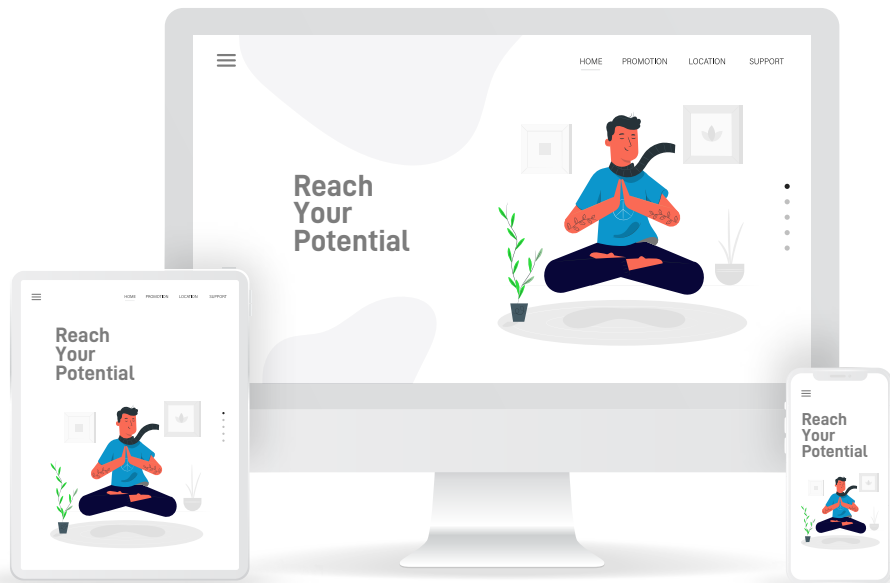 HOME PROMOTION LOCATION SUPPORT
Reach
Your
Potential
HOME PROMOTION LOCATION SUPPORT
Reach
Your
Potential
Reach
Your
Potential